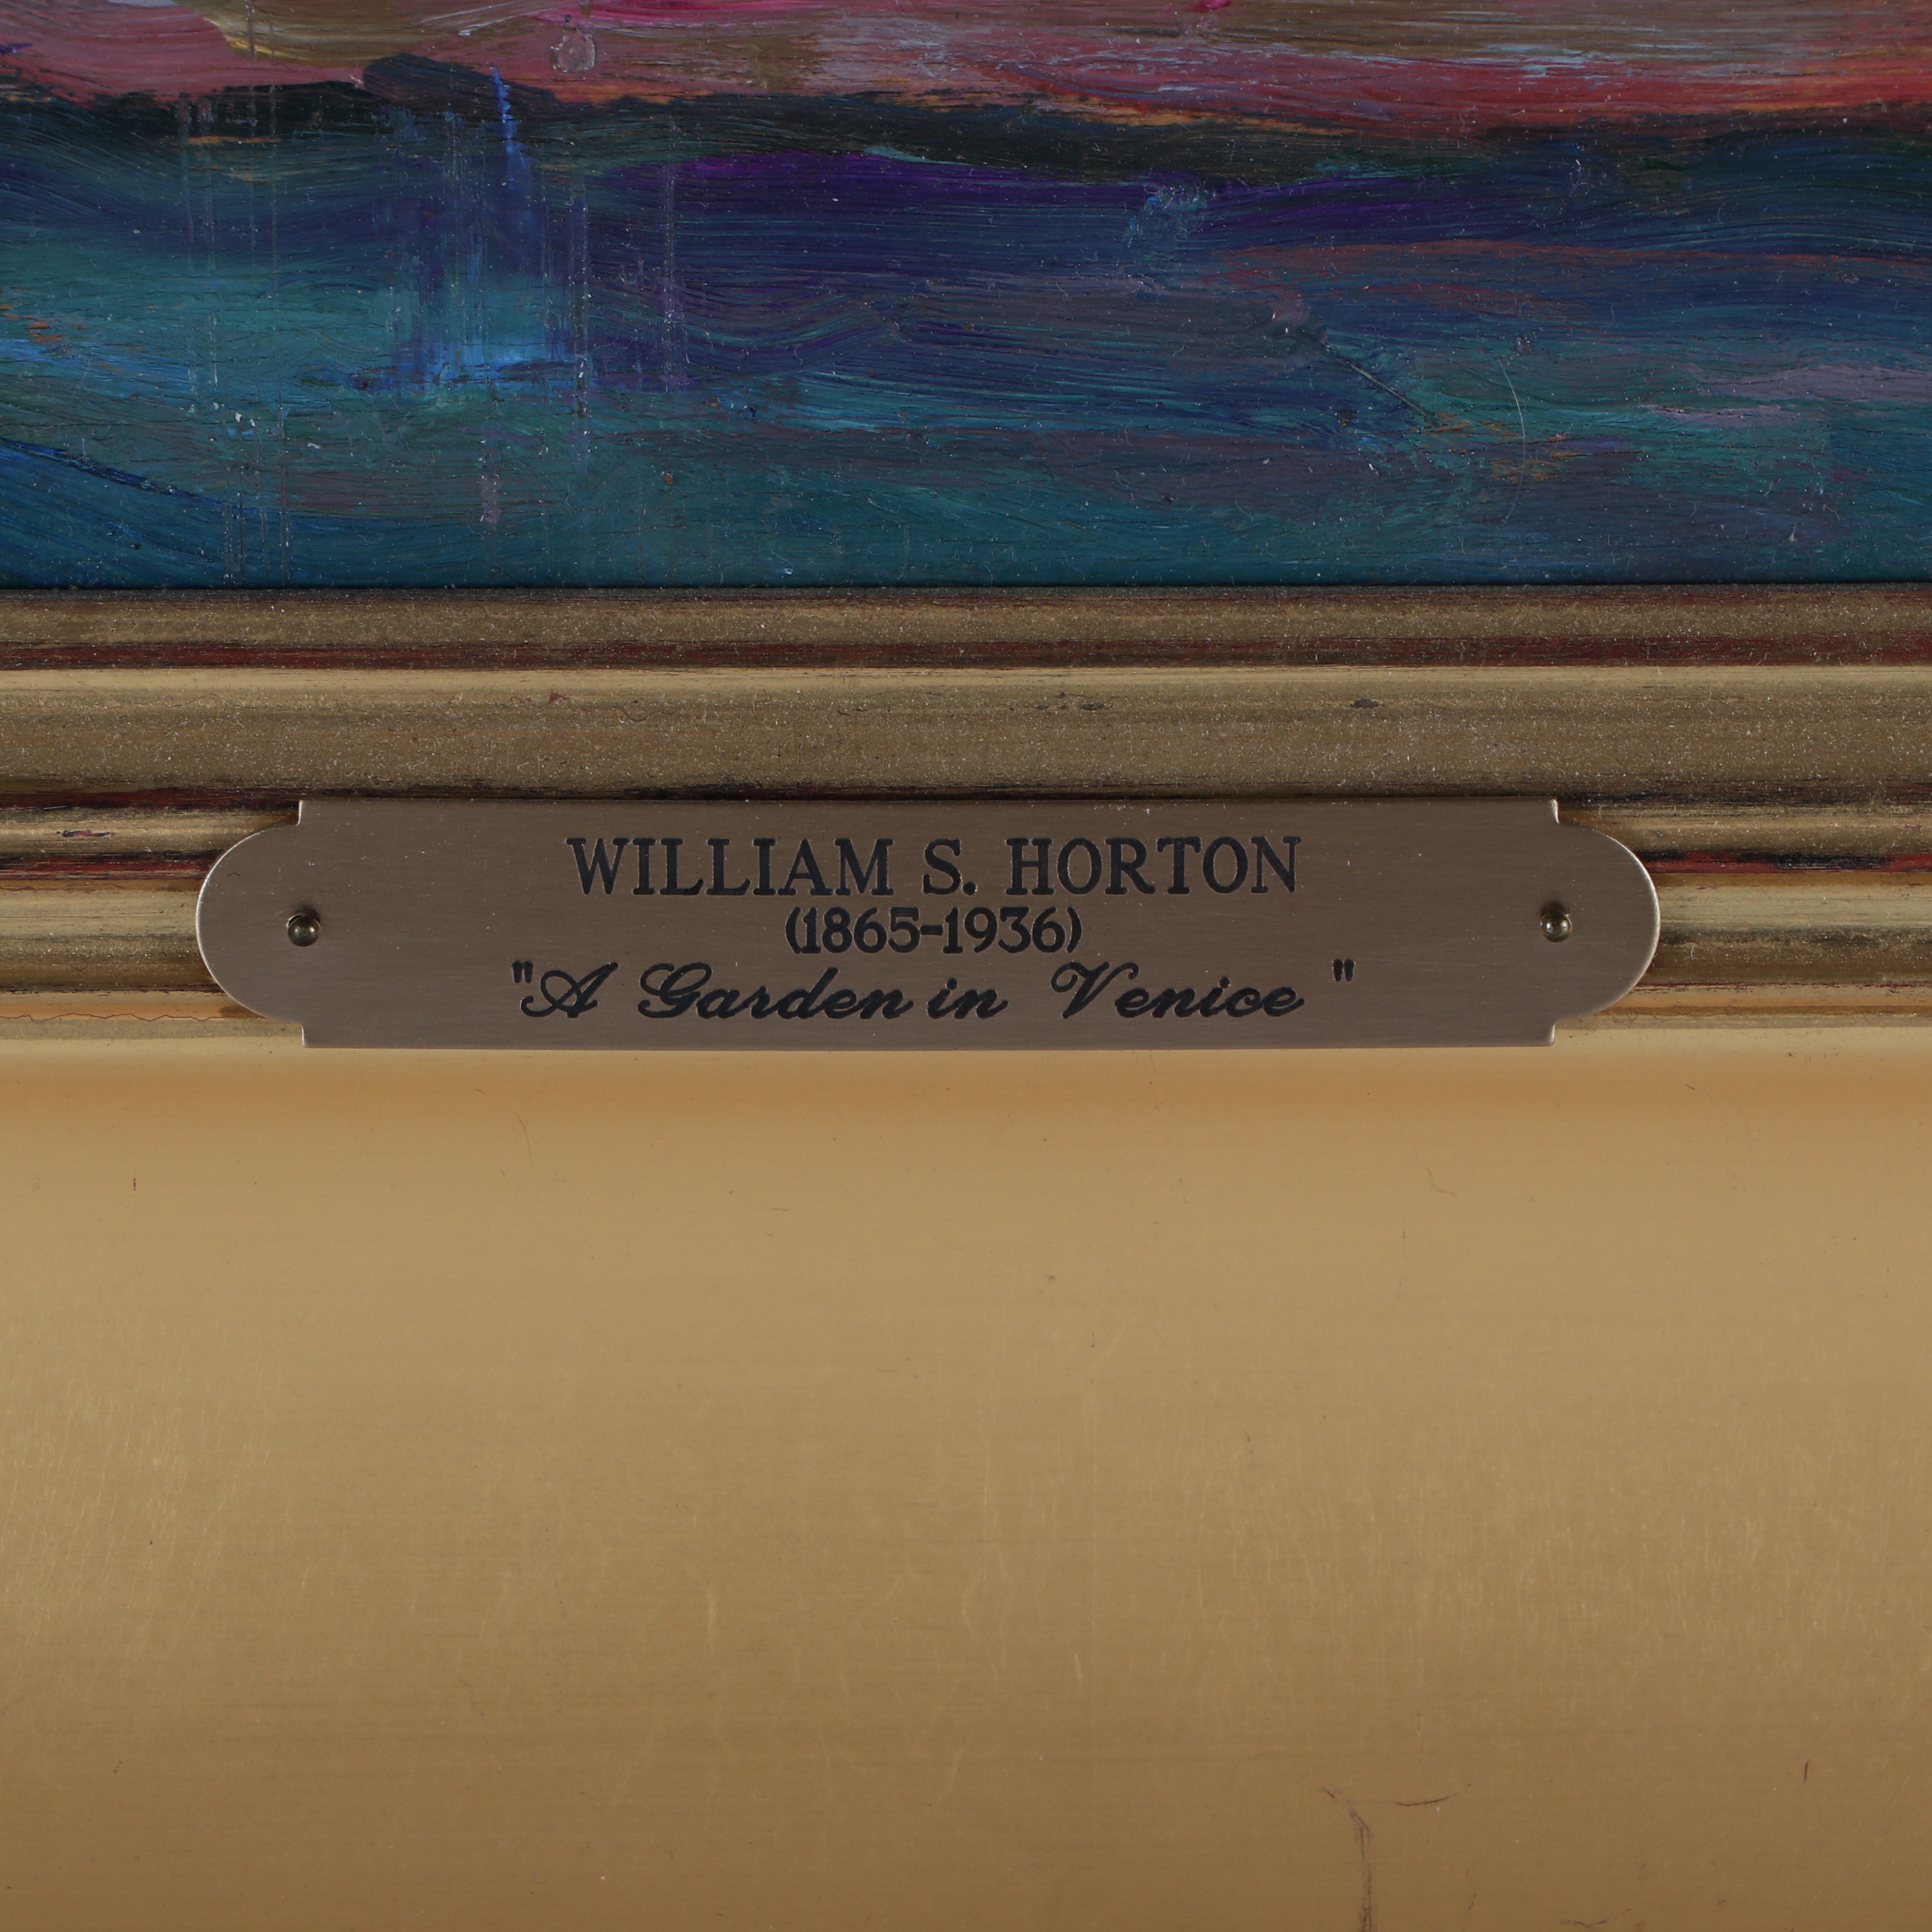 WILLIAM S. HORTON
(1865-1936)
"A Garden in Venice "